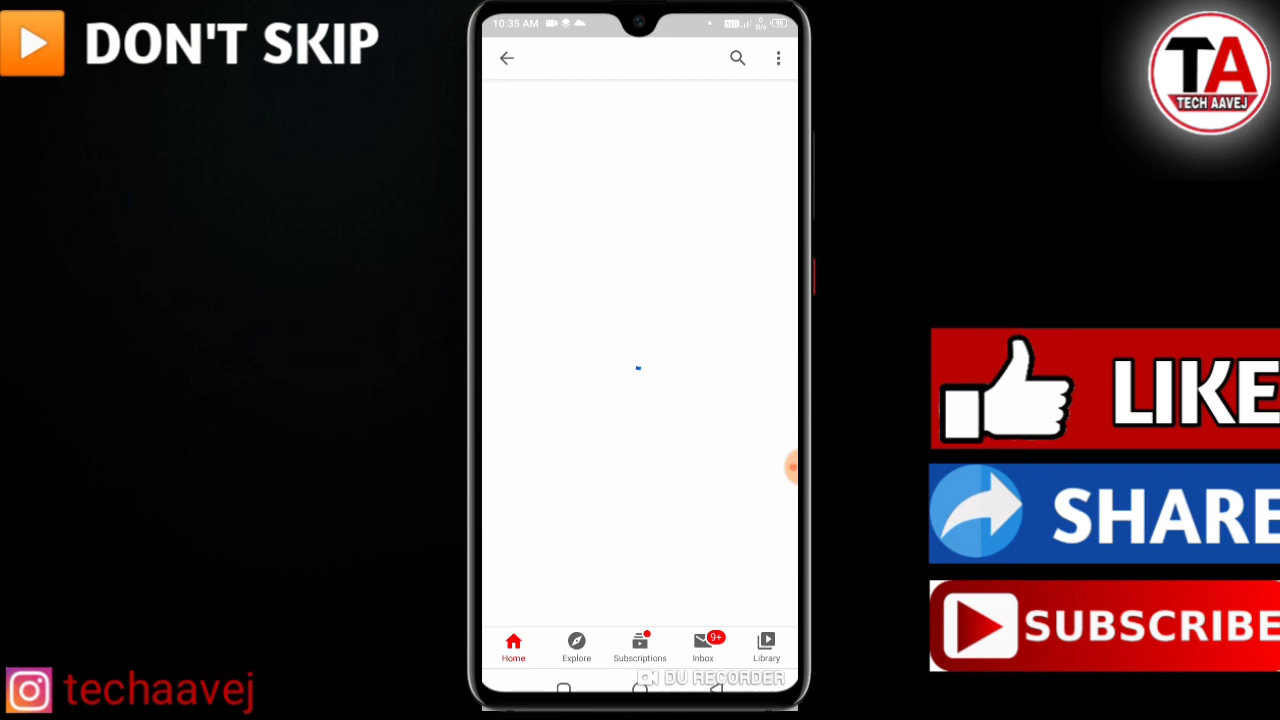 DON'T SKIP
TA
TECH AAVEJ
10:35 AM
9+
Home
Explore
Subscriptions
Inbox
Library
DU RECORDER
LIKE
SHARE
SUBSCRIBE
techaavej